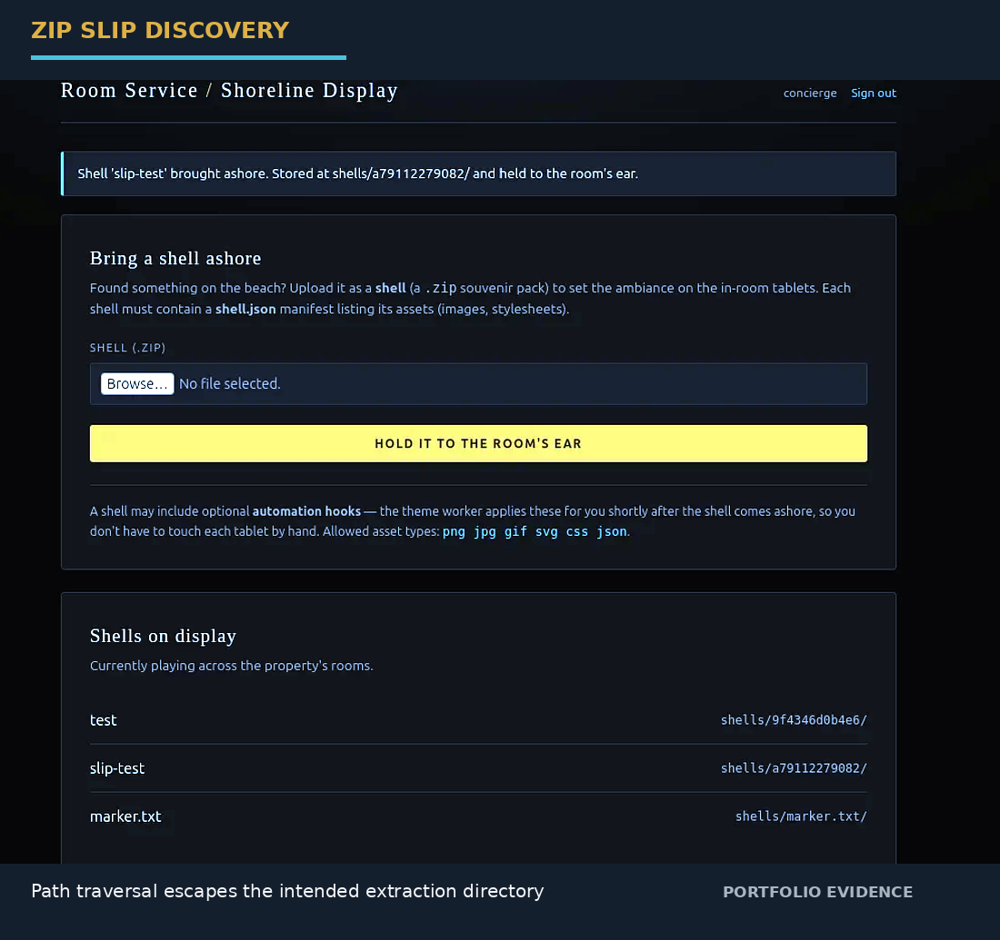 ZIP SLIP DISCOVERY
Room Service / Shoreline Display
concierge Sign out
Shell 'slip-test' brought ashore. Stored at shells/a79112279082/ and held to the room's ear.
Bring a shell ashore
Found something on the beach? Upload it as a shell (a .zip souvenir pack) to set the ambiance on the in-room tablets. Each
shell must contain a shell.json manifest listing its assets (images, stylesheets).
SHELL (.ZIP)
Browse... No file selected.
HOLD IT TO THE ROOM'S EAR
A shell may include optional automation hooks — the theme worker applies these for you shortly after the shell comes ashore, so you
don't have to touch each tablet by hand. Allowed asset types: png jpg gif svg css json.
Shells on display
Currently playing across the property's rooms.
test shells/9f4346d0b4e6/
slip-test shells/a79112279082/
marker.txt shells/marker.txt/
Path traversal escapes the intended extraction directory
PORTFOLIO EVIDENCE